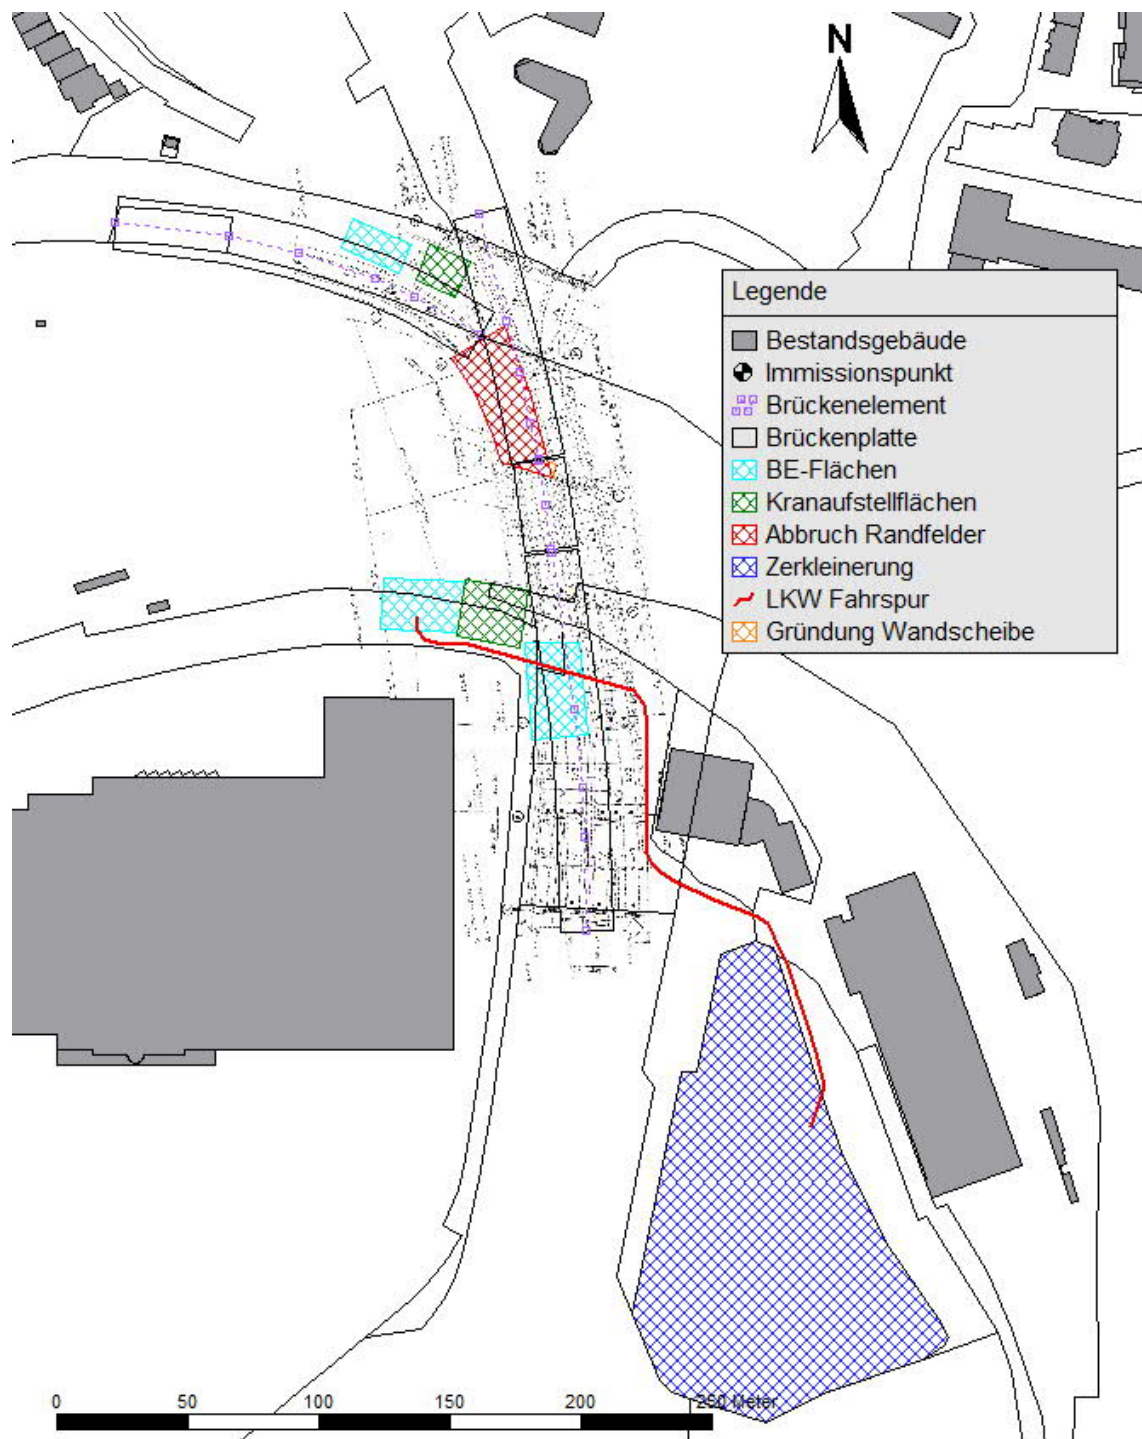 N
Legende
Bestandsgebäude
Immissionspunkt
Brückenelement
Brückenplatte
BE-Flächen
Kranaufstellflächen
Abbruch Randfelder
Zerkleinerung
LKW Fahrspur
Gründung Wandscheibe
0 50 100 150 200 250 Meter